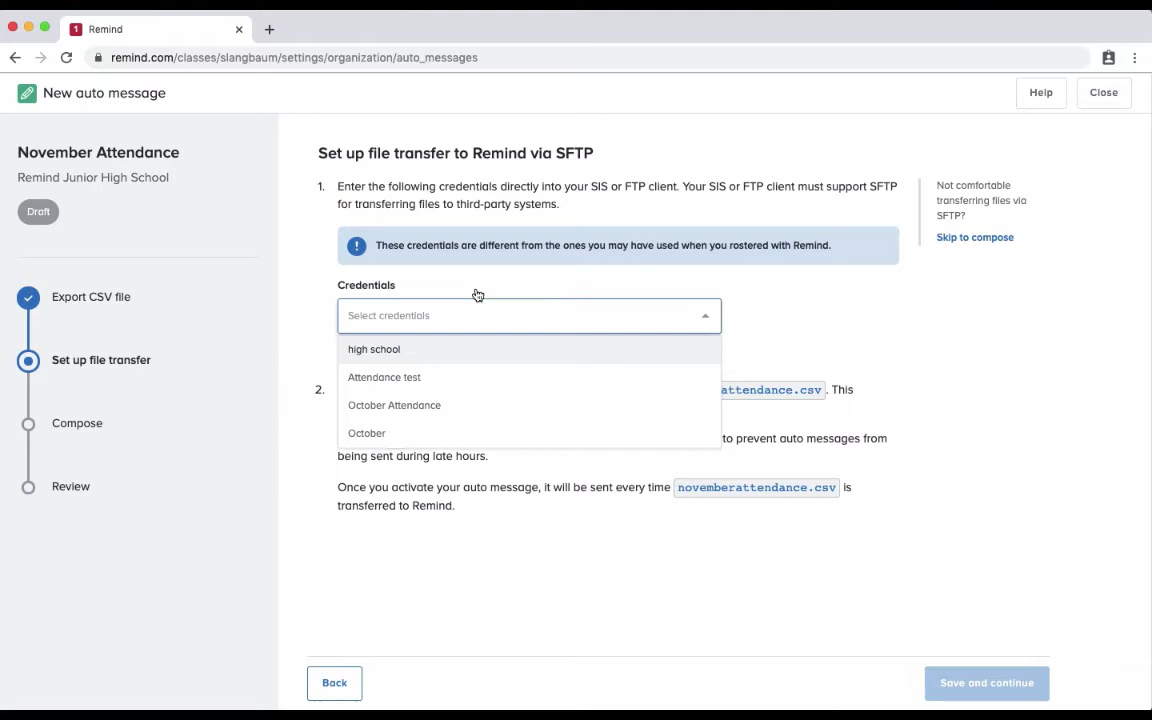 Remind
remind.com/classes/slangbaum/settings/organization/auto_messages
New auto message
Help
Close
November Attendance
Remind Junior High School
Draft
Export CSV file
Set up file transfer
Compose
Review
Set up file transfer to Remind via SFTP
1. Enter the following credentials directly into your SIS or FTP client. Your SIS or FTP client must support SFTP
for transferring files to third-party systems.
These credentials are different from the ones you may have used when you rostered with Remind.
Credentials
Select credentials
high school
Attendance test
October Attendance
October
2.
attendance.csv. This
to prevent auto messages from
being sent during late hours.
Once you activate your auto message, it will be sent every time novemberattendance.csv is
transferred to Remind.
Not comfortable
transferring files via
SFTP?
Skip to compose
Back
Save and continue